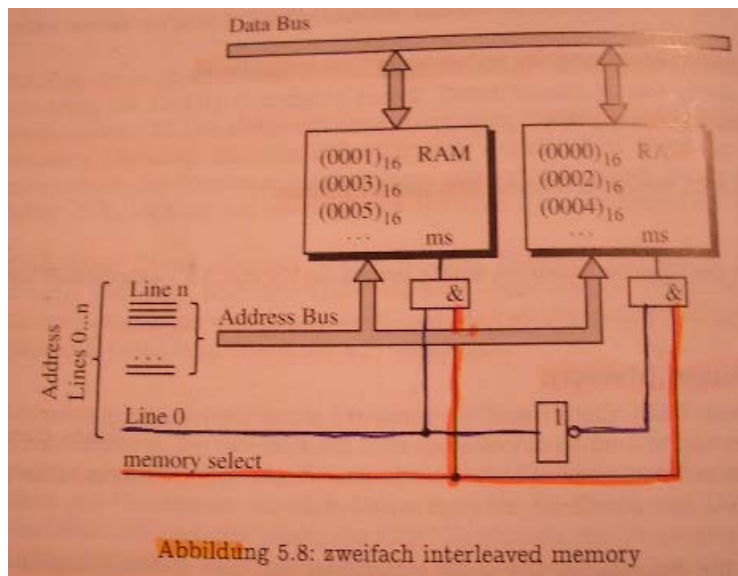 Data Bus
(0001)16 RAM
(0003)16
(0005)16
...
ms
(0000)16 RAM
(0002)16
(0004)16
...
ms
&
&
Line n
...
Address Bus
Address
Lines 0...n
Line 0
1
memory select
Abbildung 5.8: zweifach interleaved memory